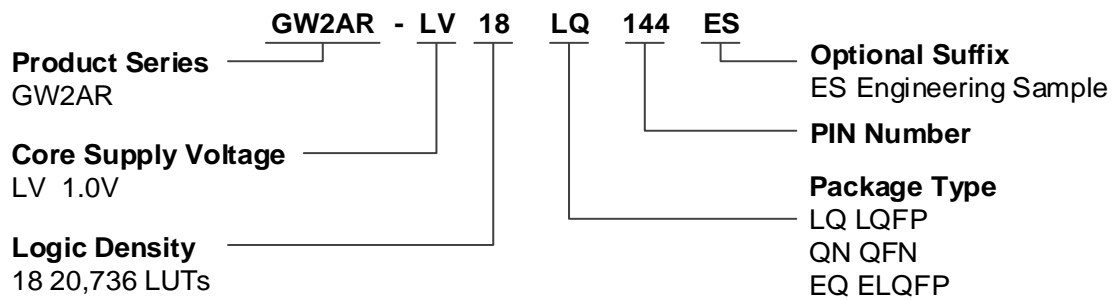 GW2AR - LV 18 LQ 144 ES
Product Series
GW2AR
Core Supply Voltage
LV 1.0V
Logic Density
18 20,736 LUTs
Optional Suffix
ES Engineering Sample
PIN Number
Package Type
LQ LQFP
QN QFN
EQ ELQFP